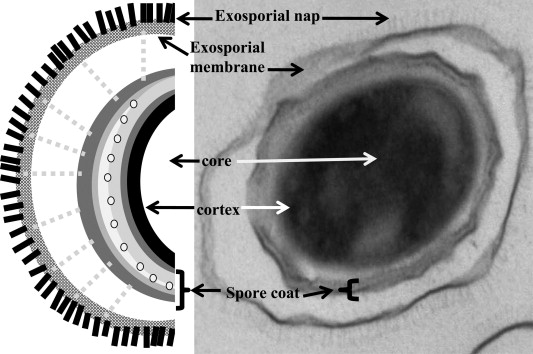 Exosporial nap
Exosporial
membrane
core
cortex
Spore coat